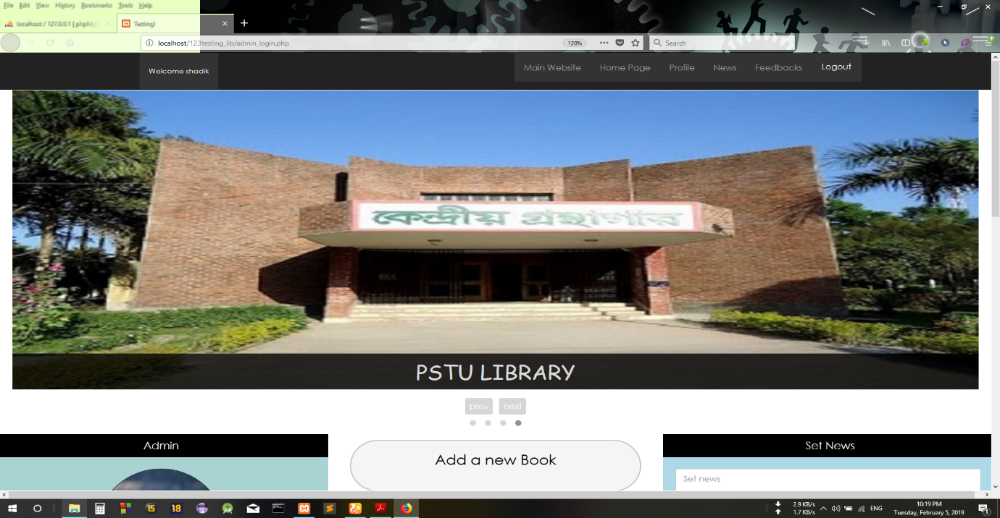 File Edit View History Bookmarks Tools Help
localhost / 127.0.0.1 | phpMy
Testing!
localhost/123testing_lib/admin_login.php
120%
Search
Welcome shadik
Main Website Home Page Profile News Feedbacks Logout
কেন্দ্রীয় গ্রন্থাগার
PSTU LIBRARY
prev next
Admin
Add a new Book
Set News
Set news
15
18
2.9 KB/s
1.7 KB/s
ENG
10:19 PM
Tuesday, February 5, 2019
1